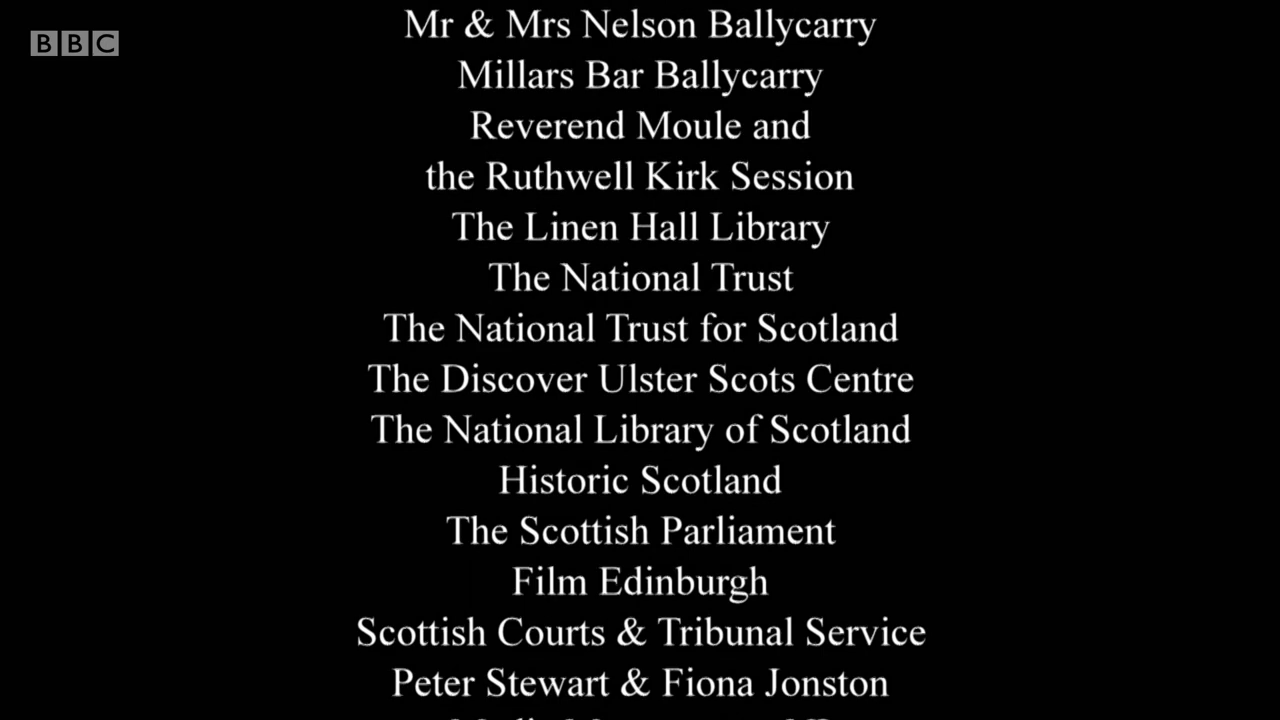 BBC
Mr & Mrs Nelson Ballycarry
Millars Bar Ballycarry
Reverend Moule and
the Ruthwell Kirk Session
The Linen Hall Library
The National Trust
The National Trust for Scotland
The Discover Ulster Scots Centre
The National Library of Scotland
Historic Scotland
The Scottish Parliament
Film Edinburgh
Scottish Courts & Tribunal Service
Peter Stewart & Fiona Jonston